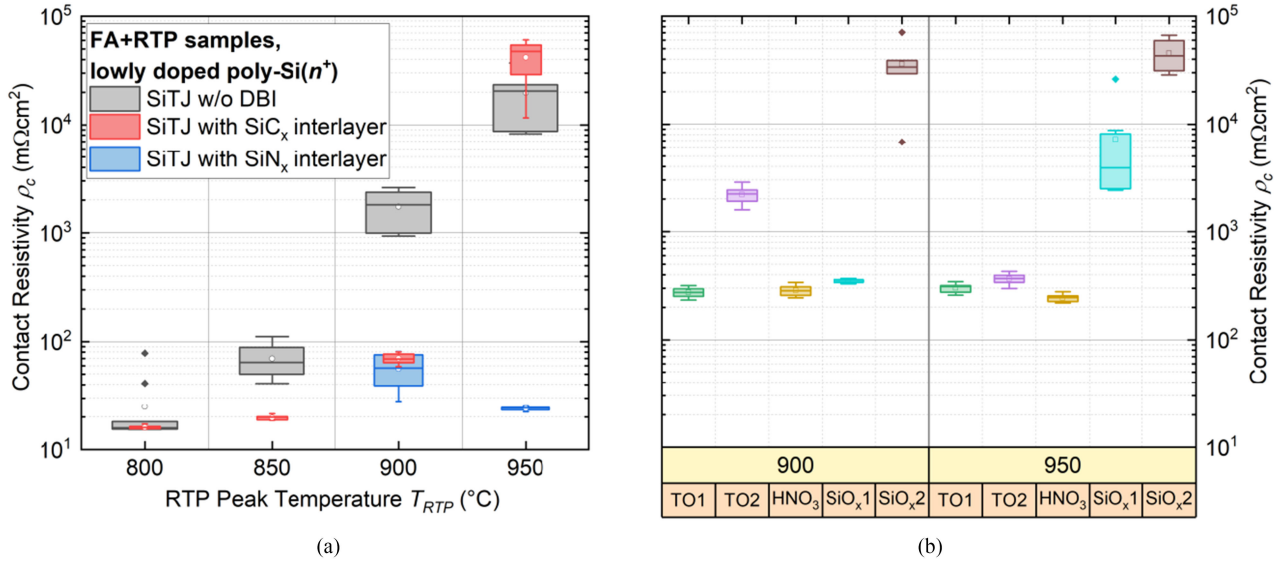 FA+RTP samples,
lowly doped poly-Si(n⁺)
SiTJ w/o DBI
SiTJ with SiCₓ interlayer
SiTJ with SiNₓ interlayer
10⁵
10⁴
10³
10²
10¹
Contact Resistivity ρc (mΩcm²)
800 850 900 950
RTP Peak Temperature TRTP (°C)
(a)
10⁵
10⁴
10³
10²
10¹
Contact Resistivity ρc (mΩcm²)
900 950
TO1 TO2 HNO₃ SiOₓ1 SiOₓ2 TO1 TO2 HNO₃ SiOₓ1 SiOₓ2
(b)